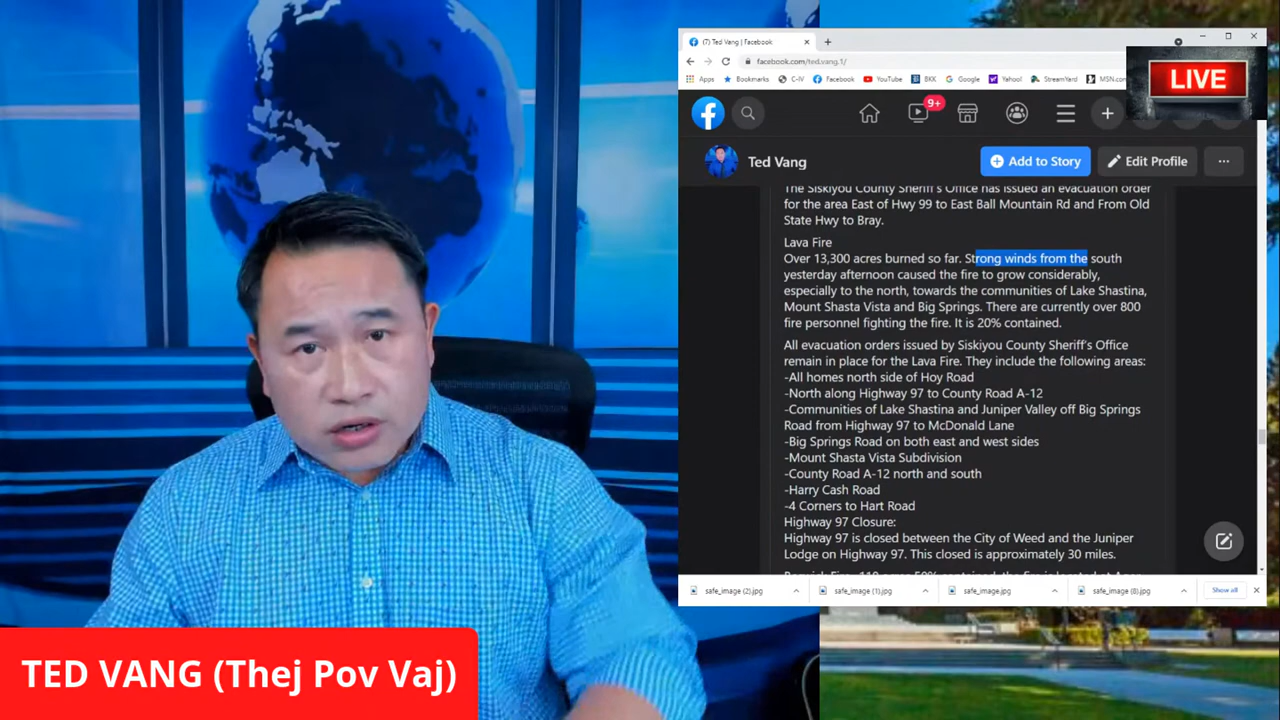 (7) Ted Vang | Facebook
LIVE
facebook.com/ted.vang.1/
Apps Bookmarks C-IV Facebook YouTube BKK Google Yahoo! StreamYard MSN.com
9+
Ted Vang
Add to Story
Edit Profile
The Siskiyou County Sheriff's Office has issued an evacuation order
for the area East of Hwy 99 to East Ball Mountain Rd and From Old
State Hwy to Bray.
Lava Fire
Over 13,300 acres burned so far. Strong winds from the south
yesterday afternoon caused the fire to grow considerably,
especially to the north, towards the communities of Lake Shastina,
Mount Shasta Vista and Big Springs. There are currently over 800
fire personnel fighting the fire. It is 20% contained.
All evacuation orders issued by Siskiyou County Sheriff's Office
remain in place for the Lava Fire. They include the following areas:
-All homes north side of Hoy Road
-North along Highway 97 to County Road A-12
-Communities of Lake Shastina and Juniper Valley off Big Springs
Road from Highway 97 to McDonald Lane
-Big Springs Road on both east and west sides
-Mount Shasta Vista Subdivision
-County Road A-12 north and south
-Harry Cash Road
-4 Corners to Hart Road
Highway 97 Closure:
Highway 97 is closed between the City of Weed and the Juniper
Lodge on Highway 97. This closed is approximately 30 miles.
safe_image (2).jpg
safe_image (1).jpg
safe_image.jpg
safe_image (8).jpg
Show all
TED VANG (Thej Pov Vaj)